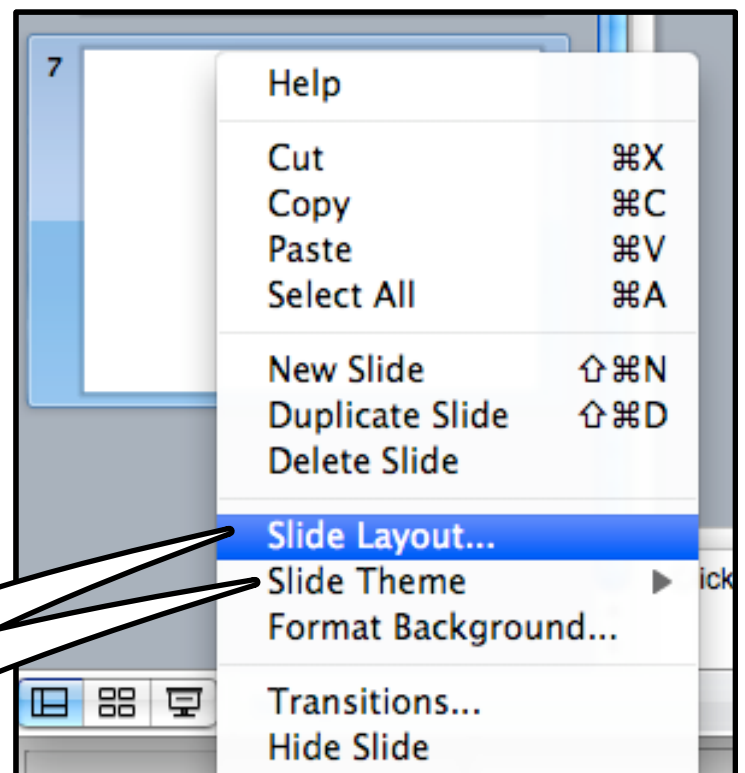 7
Help
Cut ⌘X
Copy ⌘C
Paste ⌘V
Select All ⌘A
New Slide ⇧⌘N
Duplicate Slide ⇧⌘D
Delete Slide
Slide Layout...
Slide Theme ▶
Format Background...
Transitions...
Hide Slide